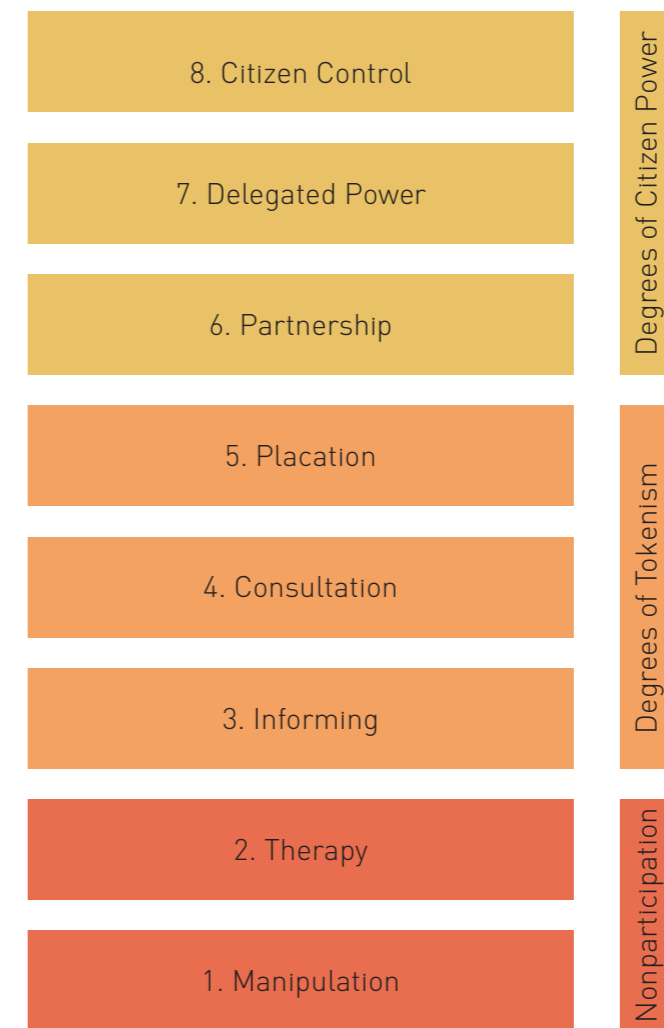 8. Citizen Control
7. Delegated Power
6. Partnership
Degrees of Citizen Power
5. Placation
4. Consultation
3. Informing
Degrees of Tokenism
2. Therapy
1. Manipulation
Nonparticipation